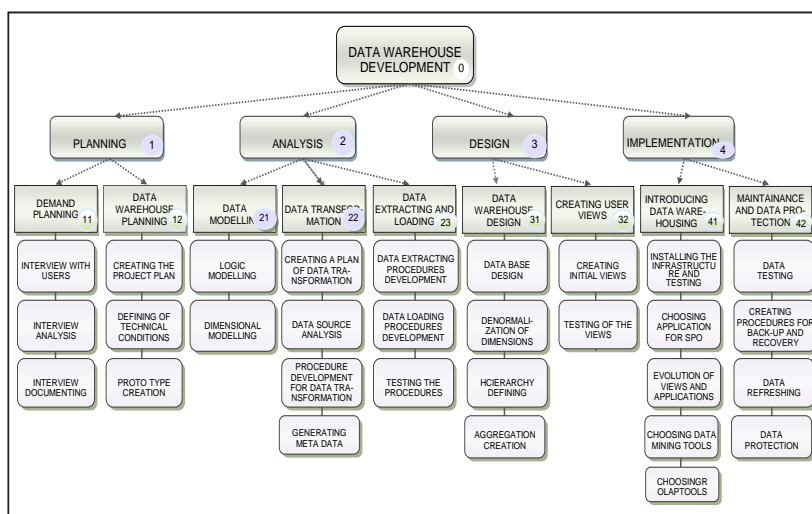 DATA WAREHOUSE
DEVELOPMENT 0
PLANNING 1
ANALYSIS 2
DESIGN 3
IMPLEMENTATION 4
DEMAND
PLANNING
11
DATA
WAREHOUSE
PLANNING 12
DATA
MODELLING 21
DATA TRANSFOR-
MATION 22
DATA
EXTRACTING AND
LOADING 23
DATA
WAREHOUSE
DESIGN 31
CREATING USER
VIEWS 32
INTRODUCING
DATA WARE-
HOUSING 41
MAINTAINANCE
AND DATA PRO-
TECTION 42
INTERVIEW WITH
USERS
INTERVIEW
ANALYSIS
INTERVIEW
DOCUMENTING
CREATING THE
PROJECT PLAN
DEFINING OF
TECHNICAL
CONDITIONS
PROTO TYPE
CREATION
LOGIC
MODELLING
DIMENSIONAL
MODELLING
CREATING A PLAN
OF DATA TRA-
NSFORMATION
DATA SOURCE
ANALYSIS
PROCEDURE
DEVELOPMENT
FOR DATA TRA-
NSFORMATION
GENERATING
META DATA
DATA EXTRACTING
PROCEDURES
DEVELOPMENT
DATA LOADING
PROCEDURES
DEVELOPMENT
TESTING THE
PROCEDURES
DATA BASE
DESIGN
DENORMALI-
ZATION OF
DIMENSIONS
HCIERARCHY
DEFINING
AGGREGATION
CREATION
CREATING
INITIAL VIEWS
TESTING OF THE
VIEWS
INSTALLING THE
INFRASTRUCTU
RE AND
TESTING
CHOOSING
APPLICATION
FOR SPO
EVOLUTION OF
VIEWS AND
APPLICATIONS
CHOOSING DATA
MINING TOOLS
CHOOSINGR
OLAPTOOLS
DATA
TESTING
CREATING
PROCEDURES FOR
BACK-UP AND
RECOVERY
DATA
REFRESHING
DATA
PROTECTION